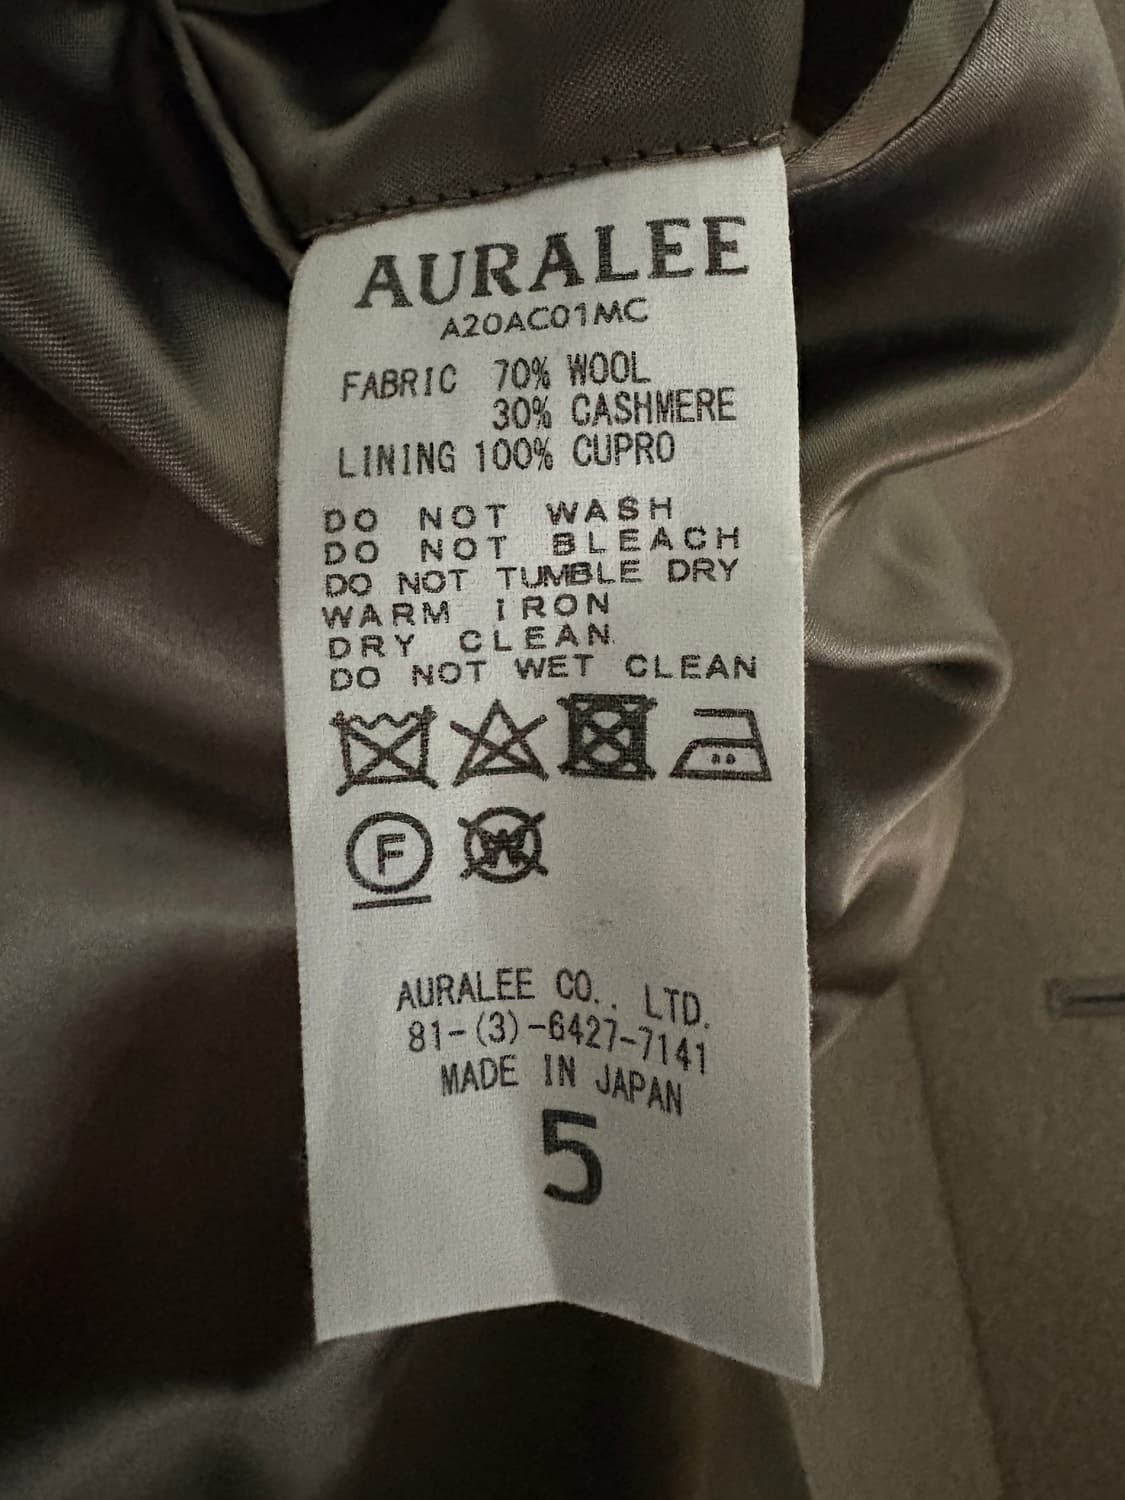 AURALEE
A20AC01MC
FABRIC 70% WOOL
30% CASHMERE
LINING 100% CUPRO
DO NOT WASH
DO NOT BLEACH
DO NOT TUMBLE DRY
WARM IRON
DRY CLEAN
DO NOT WET CLEAN
F W
AURALEE CO., LTD.
81-(3)-6427-7141
MADE IN JAPAN
5